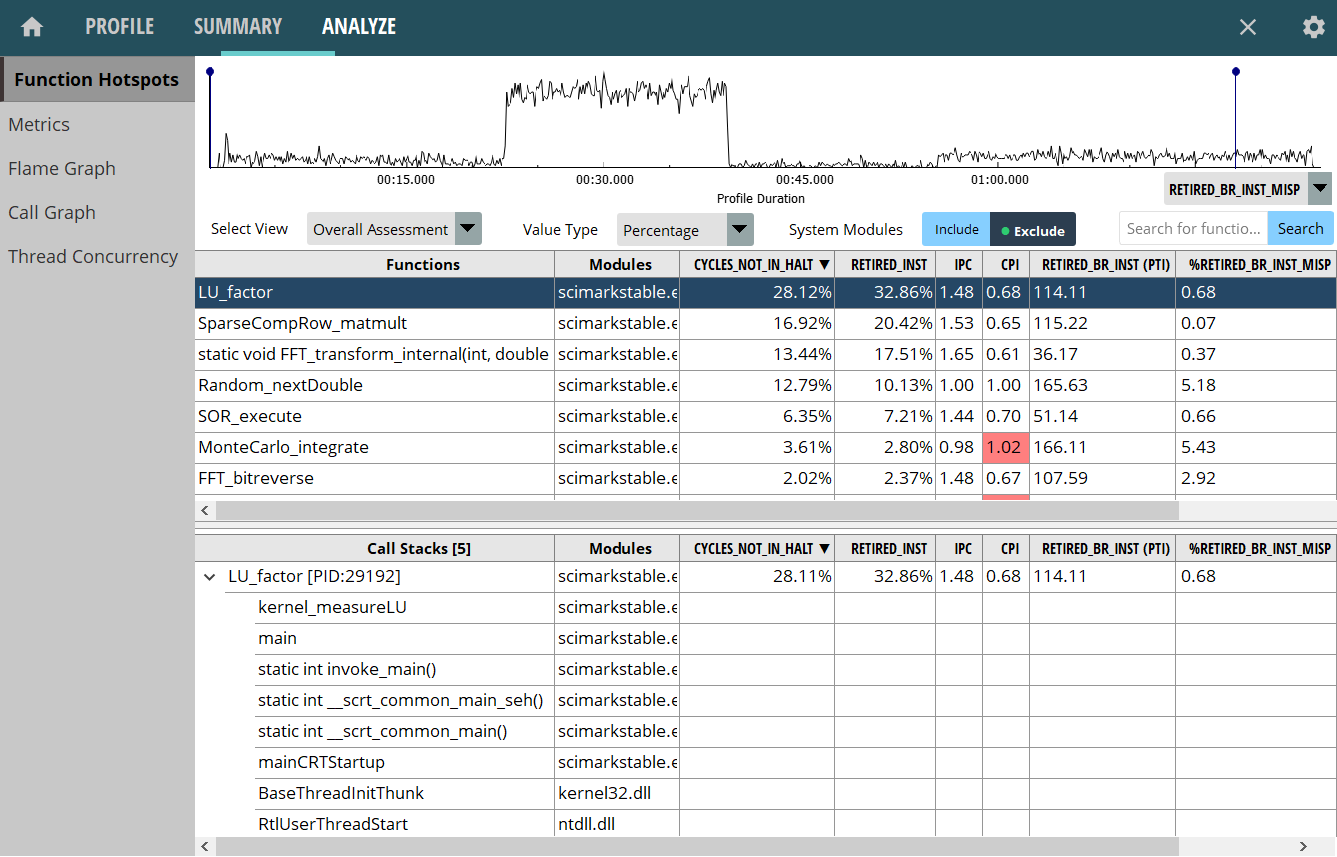 PROFILE SUMMARY ANALYZE
Function Hotspots
Metrics
Flame Graph
Call Graph
Thread Concurrency
00:15.000 00:30.000 00:45.000 01:00.000
Profile Duration
RETIRED_BR_INST_MISP
Select View Overall Assessment Value Type Percentage System Modules Include Exclude Search for functio... Search
Functions Modules CYCLES_NOT_IN_HALT ▼ RETIRED_INST IPC CPI RETIRED_BR_INST (PTI) %RETIRED_BR_INST_MISP
LU_factor scimarkstable.e 28.12% 32.86% 1.48 0.68 114.11 0.68
SparseCompRow_matmult scimarkstable.e 16.92% 20.42% 1.53 0.65 115.22 0.07
static void FFT_transform_internal(int, double scimarkstable.e 13.44% 17.51% 1.65 0.61 36.17 0.37
Random_nextDouble scimarkstable.e 12.79% 10.13% 1.00 1.00 165.63 5.18
SOR_execute scimarkstable.e 6.35% 7.21% 1.44 0.70 51.14 0.66
MonteCarlo_integrate scimarkstable.e 3.61% 2.80% 0.98 1.02 166.11 5.43
FFT_bitreverse scimarkstable.e 2.02% 2.37% 1.48 0.67 107.59 2.92
Call Stacks [5] Modules CYCLES_NOT_IN_HALT ▼ RETIRED_INST IPC CPI RETIRED_BR_INST (PTI) %RETIRED_BR_INST_MISP
LU_factor [PID:29192] scimarkstable.e 28.11% 32.86% 1.48 0.68 114.11 0.68
kernel_measureLU scimarkstable.e
main scimarkstable.e
static int invoke_main() scimarkstable.e
static int __scrt_common_main_seh() scimarkstable.e
static int __scrt_common_main() scimarkstable.e
mainCRTStartup scimarkstable.e
BaseThreadInitThunk kernel32.dll
RtlUserThreadStart ntdll.dll